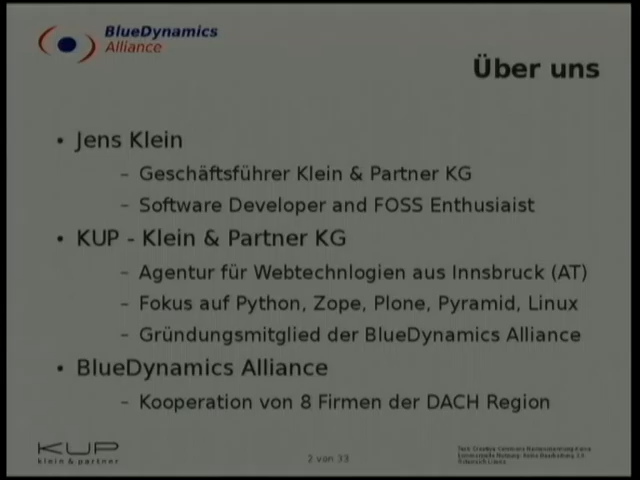 BlueDynamics
Alliance
Über uns
• Jens Klein
– Geschäftsführer Klein & Partner KG
– Software Developer and FOSS Enthusiaist
• KUP - Klein & Partner KG
– Agentur für Webtechnlogien aus Innsbruck (AT)
– Fokus auf Python, Zope, Plone, Pyramid, Linux
– Gründungsmitglied der BlueDynamics Alliance
• BlueDynamics Alliance
– Kooperation von 8 Firmen der DACH Region
KUP
klein & partner
2 von 33